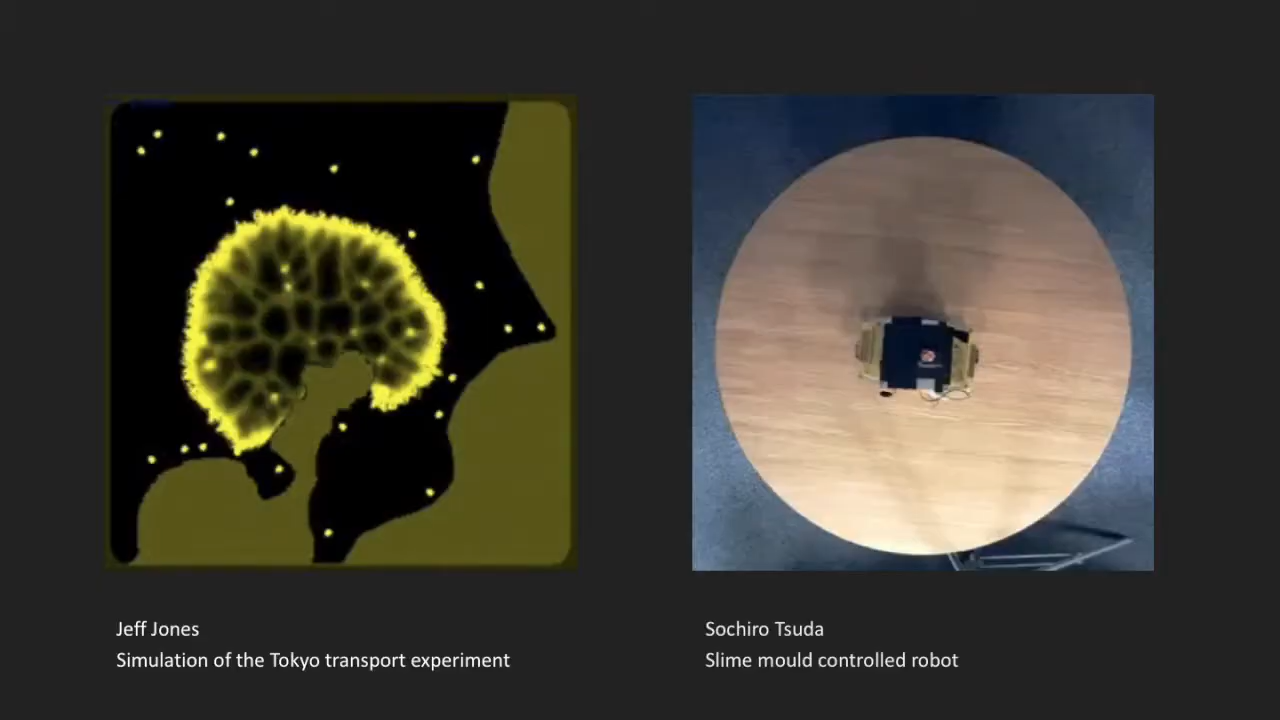 Jeff Jones
Simulation of the Tokyo transport experiment
Sochiro Tsuda
Slime mould controlled robot